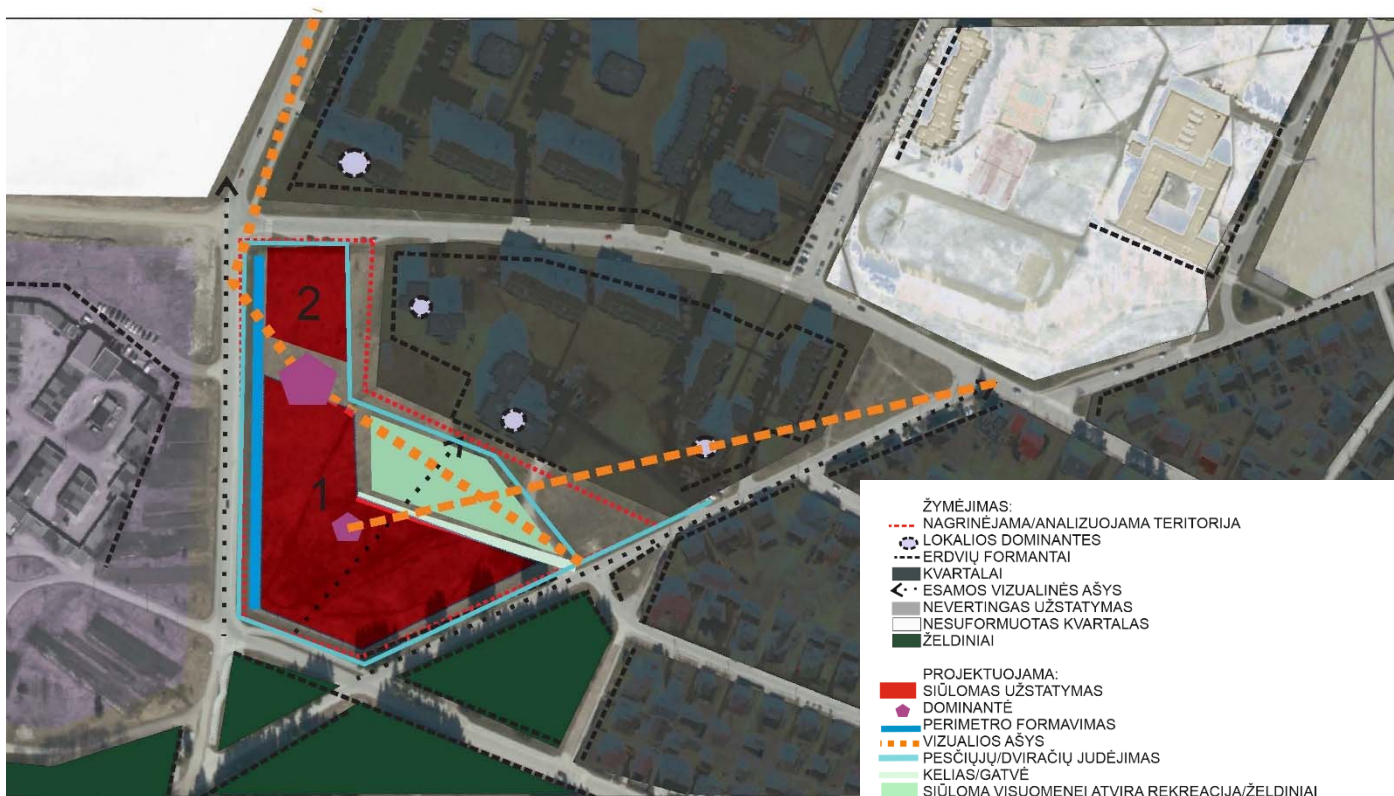 2
1
ŽYMĖJIMAS:
NAGRINĖJAMA/ANALIZUOJAMA TERITORIJA
LOKALIOS DOMINANTES
ERDVIŲ FORMANTAI
KVARTALAI
ESAMOS VIZUALINĖS AŠYS
NEVERTINGAS UŽSTATYMAS
NESUFORMUOTAS KVARTALAS
ŽELDINIAI
PROJEKTUOJAMA:
SIŪLOMAS UŽSTATYMAS
DOMINANTĖ
PERIMETRO FORMAVIMAS
VIZUALIOS AŠYS
PESČIŲJŲ/DVIRAČIŲ JUDĖJIMAS
KELIAS/GATVĖ
SIŪLOMA VISUOMENEI ATVIRA REKREACIJA/ŽELDINIAI